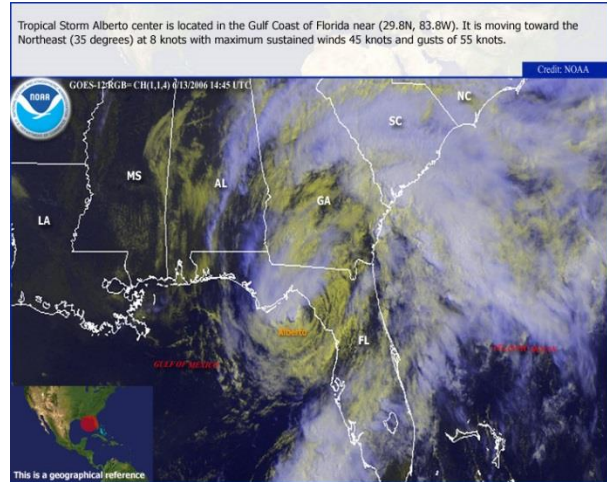 Tropical Storm Alberto center is located in the Gulf Coast of Florida near (29.8N, 83.8W). It is moving toward the
Northeast (35 degrees) at 8 knots with maximum sustained winds 45 knots and gusts of 55 knots.
Credit: NOAA
GOES-12 RGB= CH(1,1,4) 6/13/2006 14:45 UTC
NOAA
NC
SC
MS
AL
GA
LA
Alberto
FL
GULF OF MEXICO
This is a geographical reference